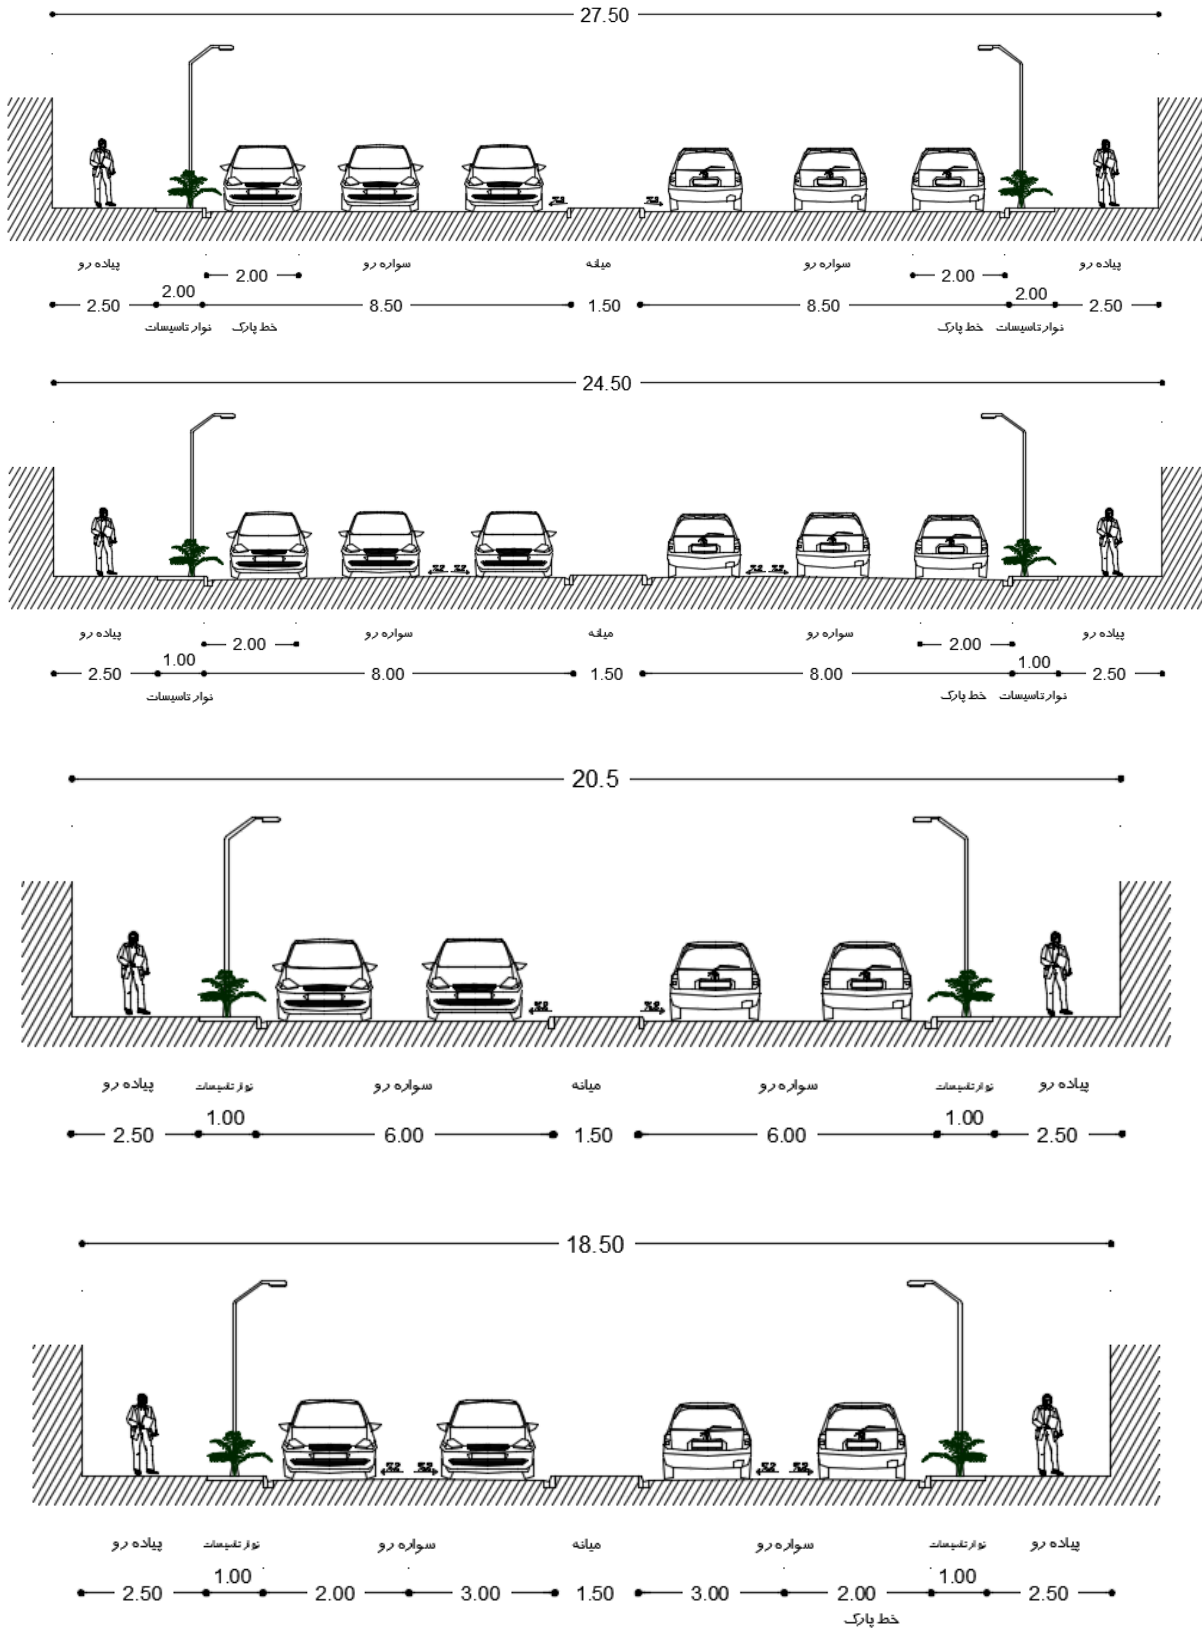 27.50
پیاده رو سواره رو میانه سواره رو پیاده رو
2.00 2.00
2.50 2.00 8.50 1.50 8.50 2.00 2.50
نوار تاسیسات خط پارک خط پارک نوار تاسیسات
24.50
پیاده رو سواره رو میانه سواره رو پیاده رو
2.00 2.00
2.50 1.00 8.00 1.50 8.00 1.00 2.50
نوار تاسیسات خط پارک نوار تاسیسات
20.5
پیاده رو نوار تاسیسات سواره رو میانه سواره رو نوار تاسیسات پیاده رو
1.00 1.00
2.50 6.00 1.50 6.00 2.50
18.50
پیاده رو نوار تاسیسات سواره رو میانه سواره رو نوار تاسیسات پیاده رو
1.00 1.00
2.50 2.00 3.00 1.50 3.00 2.00 2.50
خط پارک